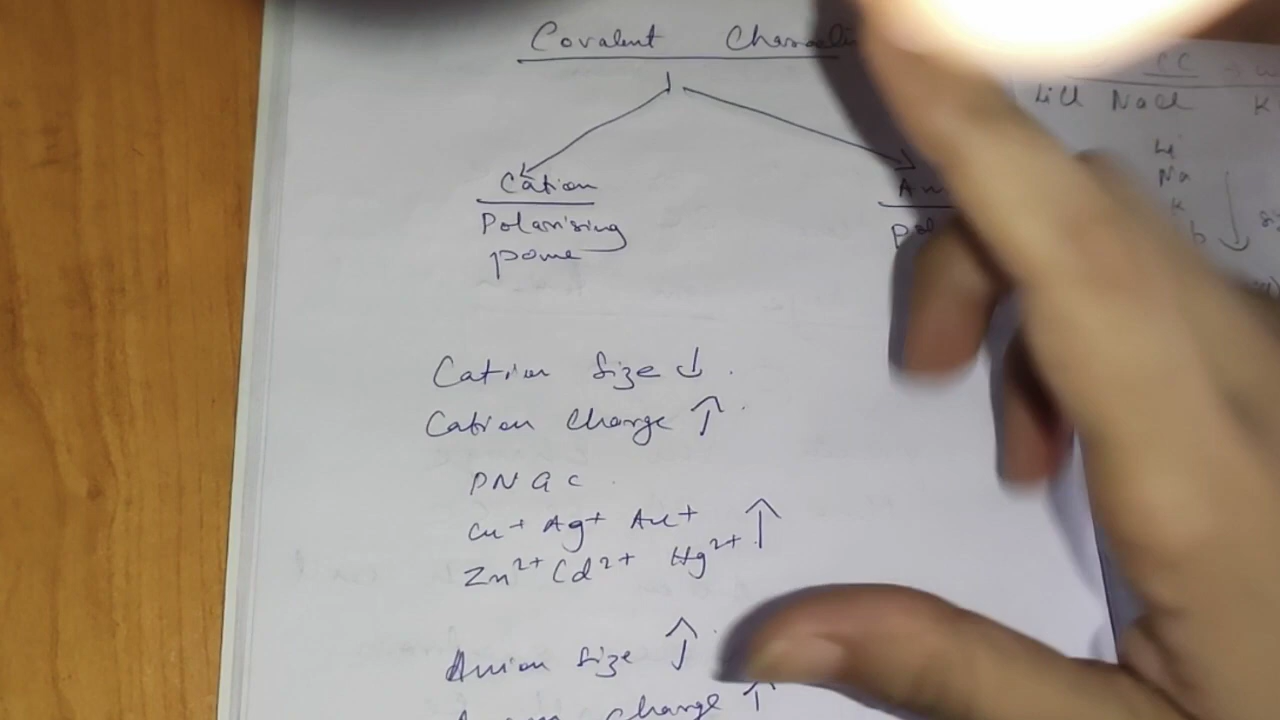 Covalent
Cation
Polarising
powe
Cation Size ↓ .
Cation Charge ↑ .
PNGC
Cu+ Ag+ Au+ ↑
Zn2+ Cd2+ Hg2+
Anion Size ↑
charge ↑
CC
LiCl NaCl K
Li
Na
K
b